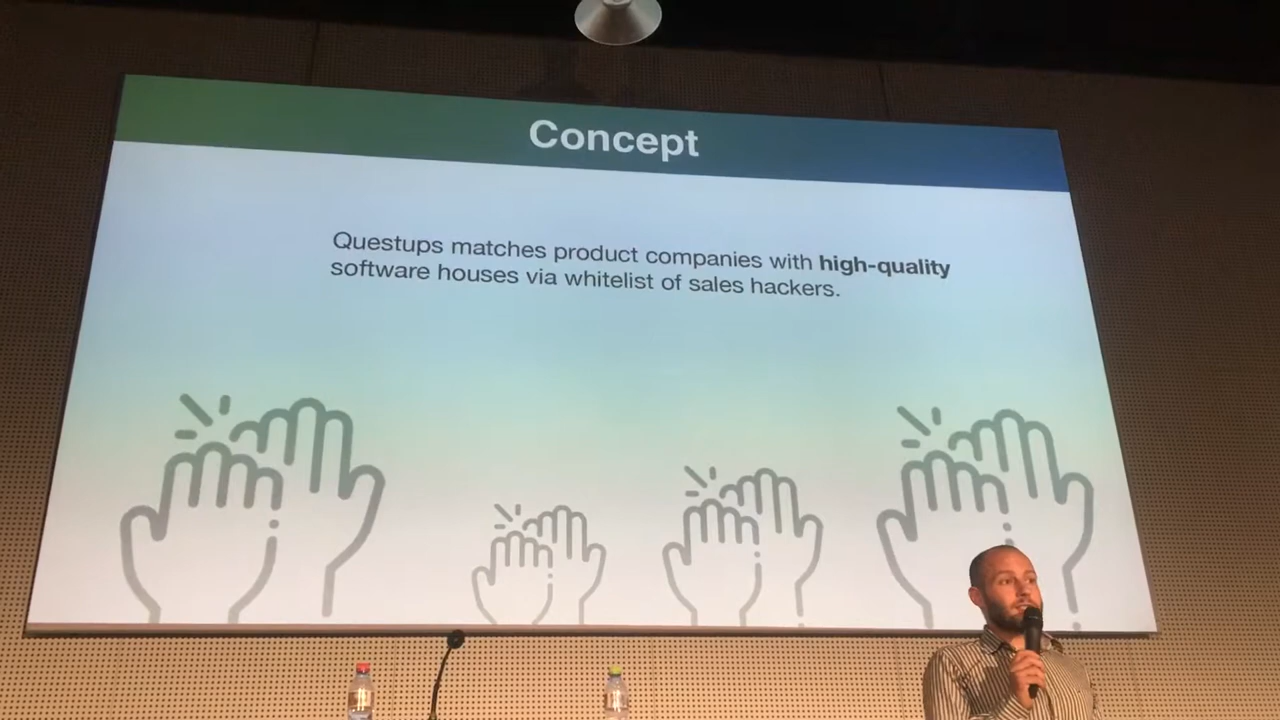 Concept
Questups matches product companies with high-quality
software houses via whitelist of sales hackers.